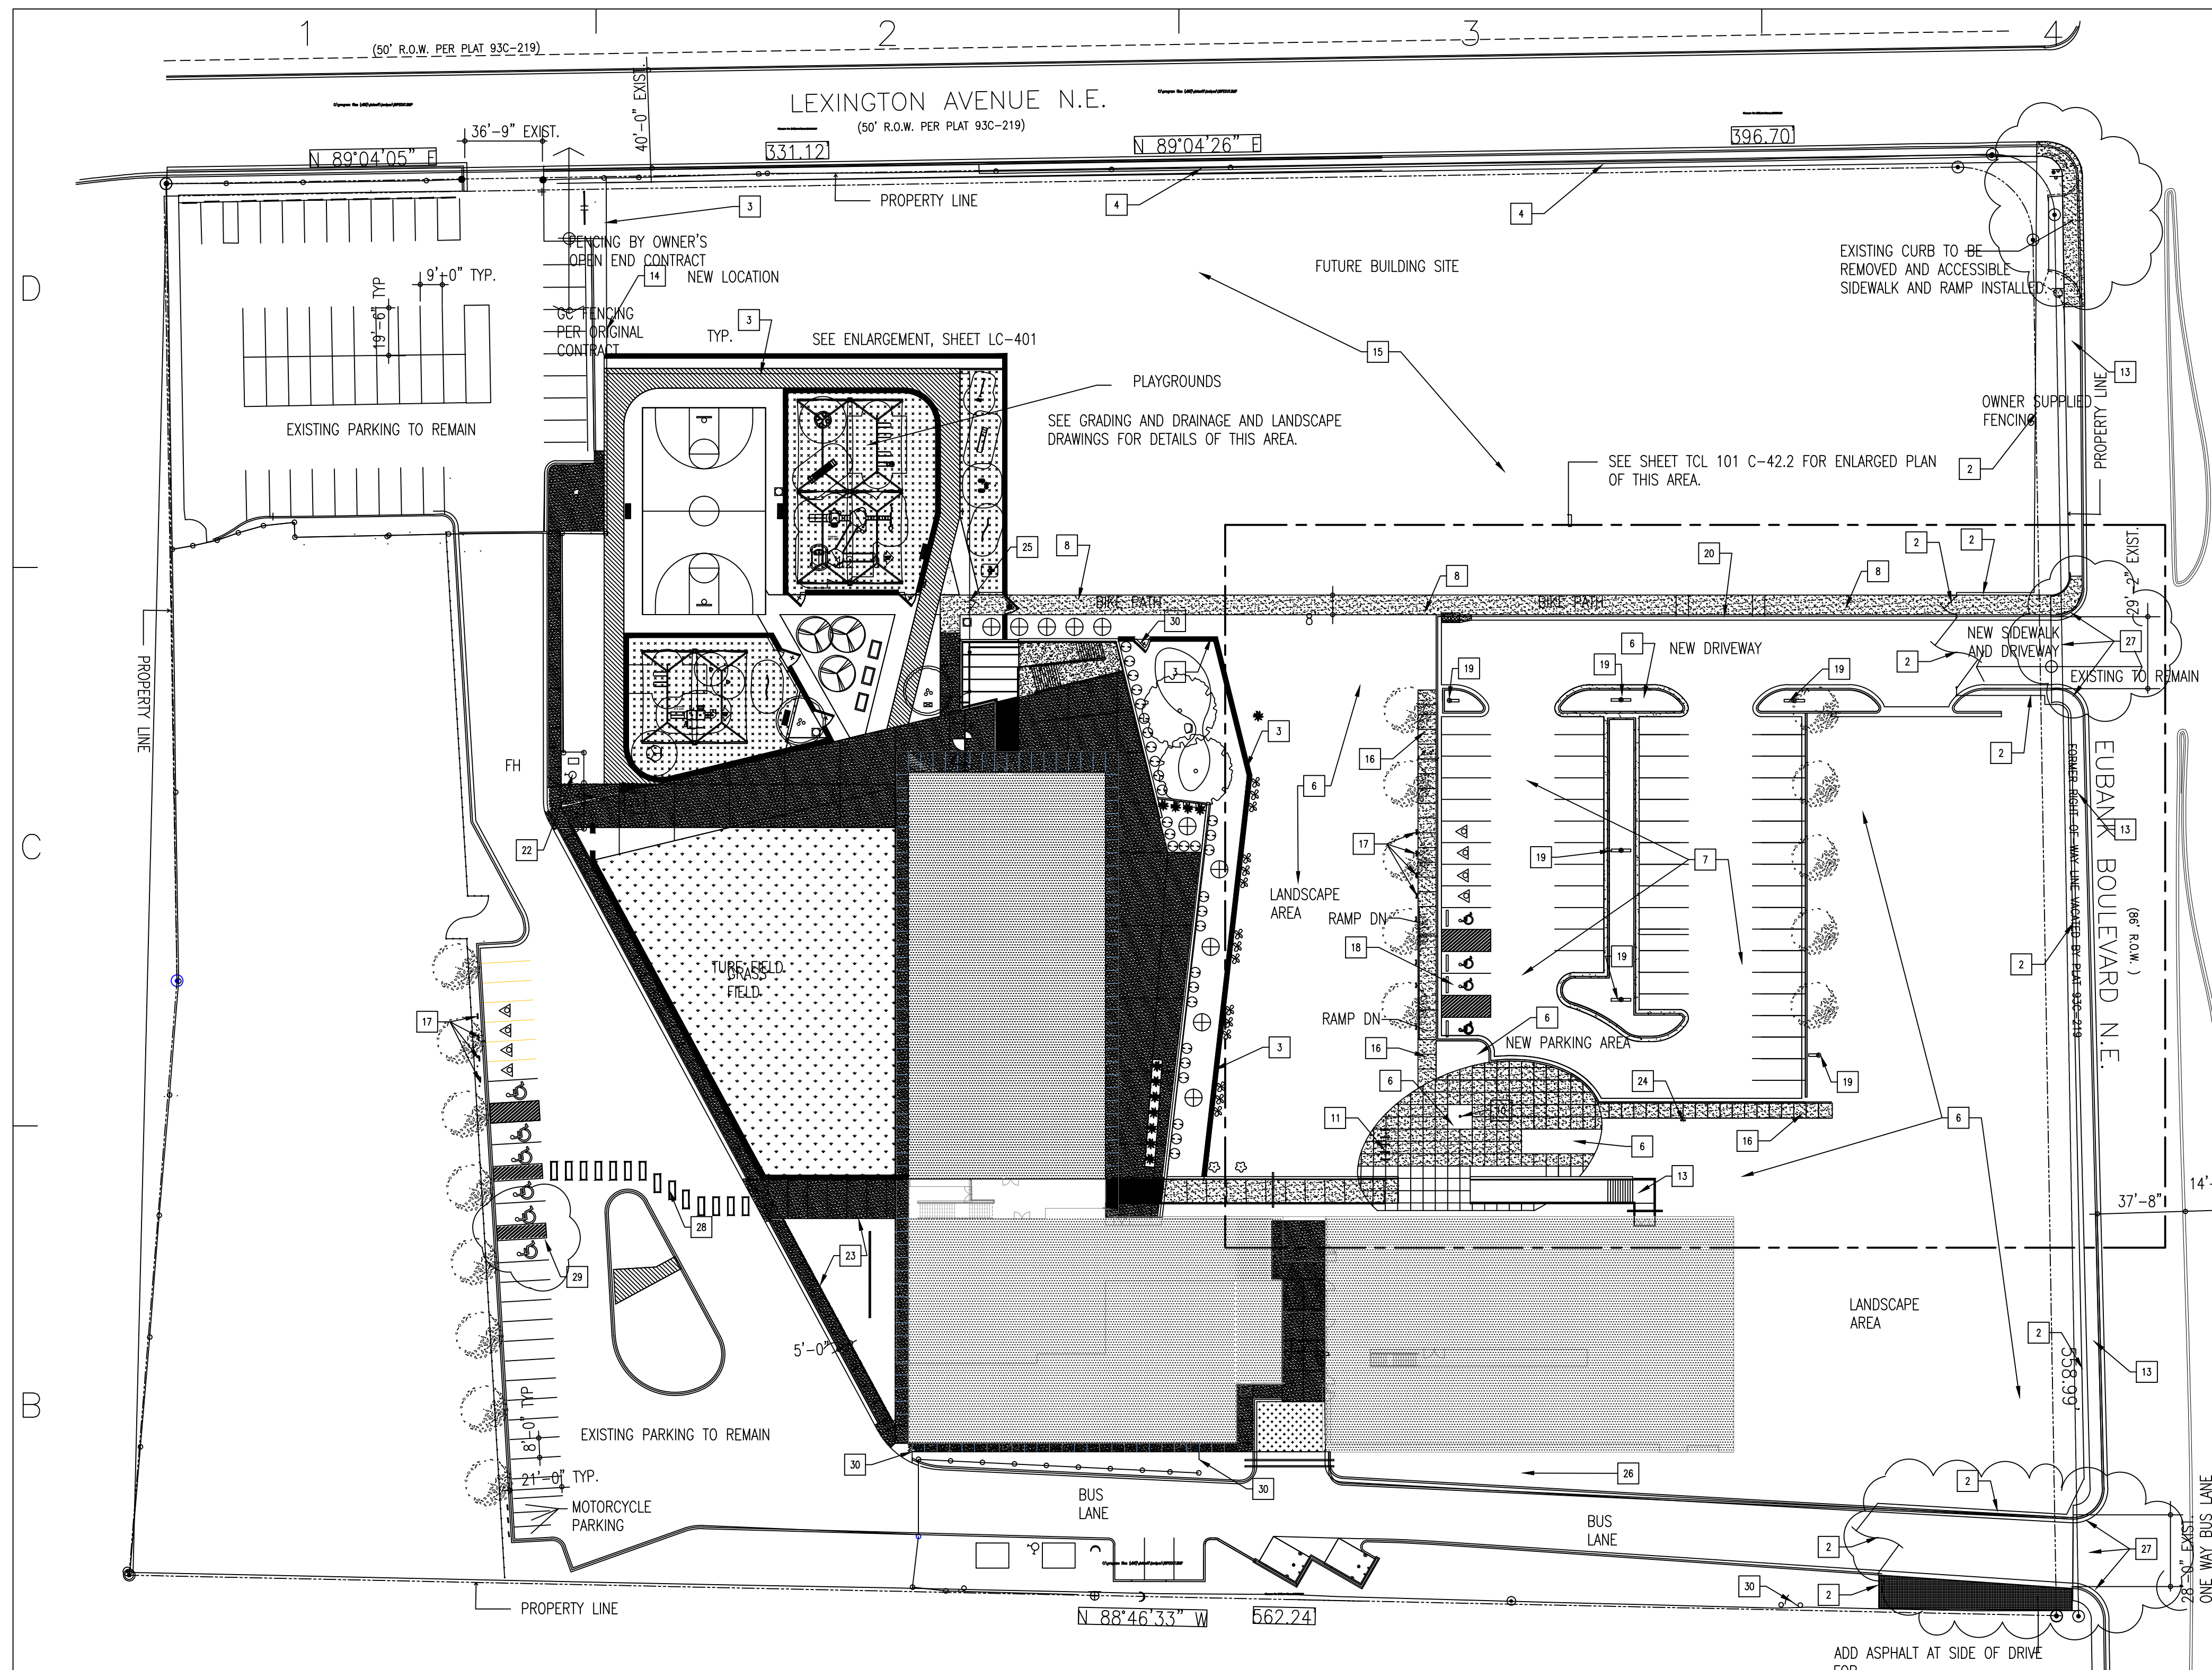 1
2
3
4
(50' R.O.W. PER PLAT 93C-219)
LEXINGTON AVENUE N.E.
(50' R.O.W. PER PLAT 93C-219)
40'-0" EXIST.
36'-9" EXIST.
N 89°04'05" E
331.12'
N 89°04'26" E
396.70'
PROPERTY LINE
3
4
4
FENCING BY OWNER'S
OPEN END CONTRACT
14
NEW LOCATION
FUTURE BUILDING SITE
EXISTING CURB TO BE
REMOVED AND ACCESSIBLE
SIDEWALK AND RAMP INSTALLED.
D
9'-0" TYP.
19'-6" TYP
GC FENCING
PER ORIGINAL
CONTRACT
3
TYP.
SEE ENLARGEMENT, SHEET LC-401
15
13
PLAYGROUNDS
SEE GRADING AND DRAINAGE AND LANDSCAPE
DRAWINGS FOR DETAILS OF THIS AREA.
EXISTING PARKING TO REMAIN
OWNER SUPPLIED
FENCING
PROPERTY LINE
2
SEE SHEET TCL 101 C-42.2 FOR ENLARGED PLAN
OF THIS AREA.
25
8
20
2
2
29'-2" EXIST.
8
8
BIKE PATH
BIKE PATH
8'
30
3
6
NEW DRIVEWAY
NEW SIDEWALK
AND DRIVEWAY
27
2
EXISTING TO REMAIN
PROPERTY LINE
19
19
19
3
16
2
FH
6
EUBANK BOULEVARD N.E.
(86' R.O.W. )
FORMER RIGHT OF WAY LINE VACATED BY PLAT 93C-219
13
C
22
17
19
7
LANDSCAPE
AREA
RAMP DN
18
19
2
TURF FIELD
GRASS
FIELD
17
RAMP DN
6
NEW PARKING AREA
3
16
6
24
19
11
6
6
16
13
37'-8"
14'-
28
23
29
LANDSCAPE
AREA
2
558.99'
13
5'-0"
B
8'-0" TYP
EXISTING PARKING TO REMAIN
30
26
21'-0" TYP.
MOTORCYCLE
PARKING
30
BUS
LANE
BUS
LANE
2
2
27
28'-0" EXIST.
ONE WAY BUS LANE
2
30
PROPERTY LINE
N 88°46'33" W
562.24'
ADD ASPHALT AT SIDE OF DRIVE
FOR